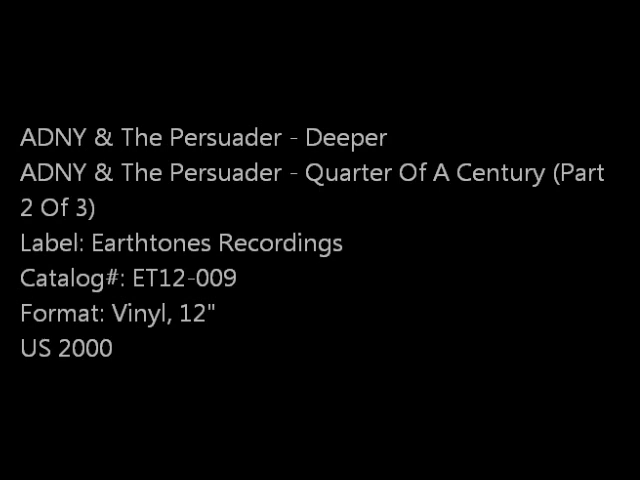 ADNY & The Persuader - Deeper
ADNY & The Persuader - Quarter Of A Century (Part
2 Of 3)
Label: Earthtones Recordings
Catalog#: ET12-009
Format: Vinyl, 12"
US 2000